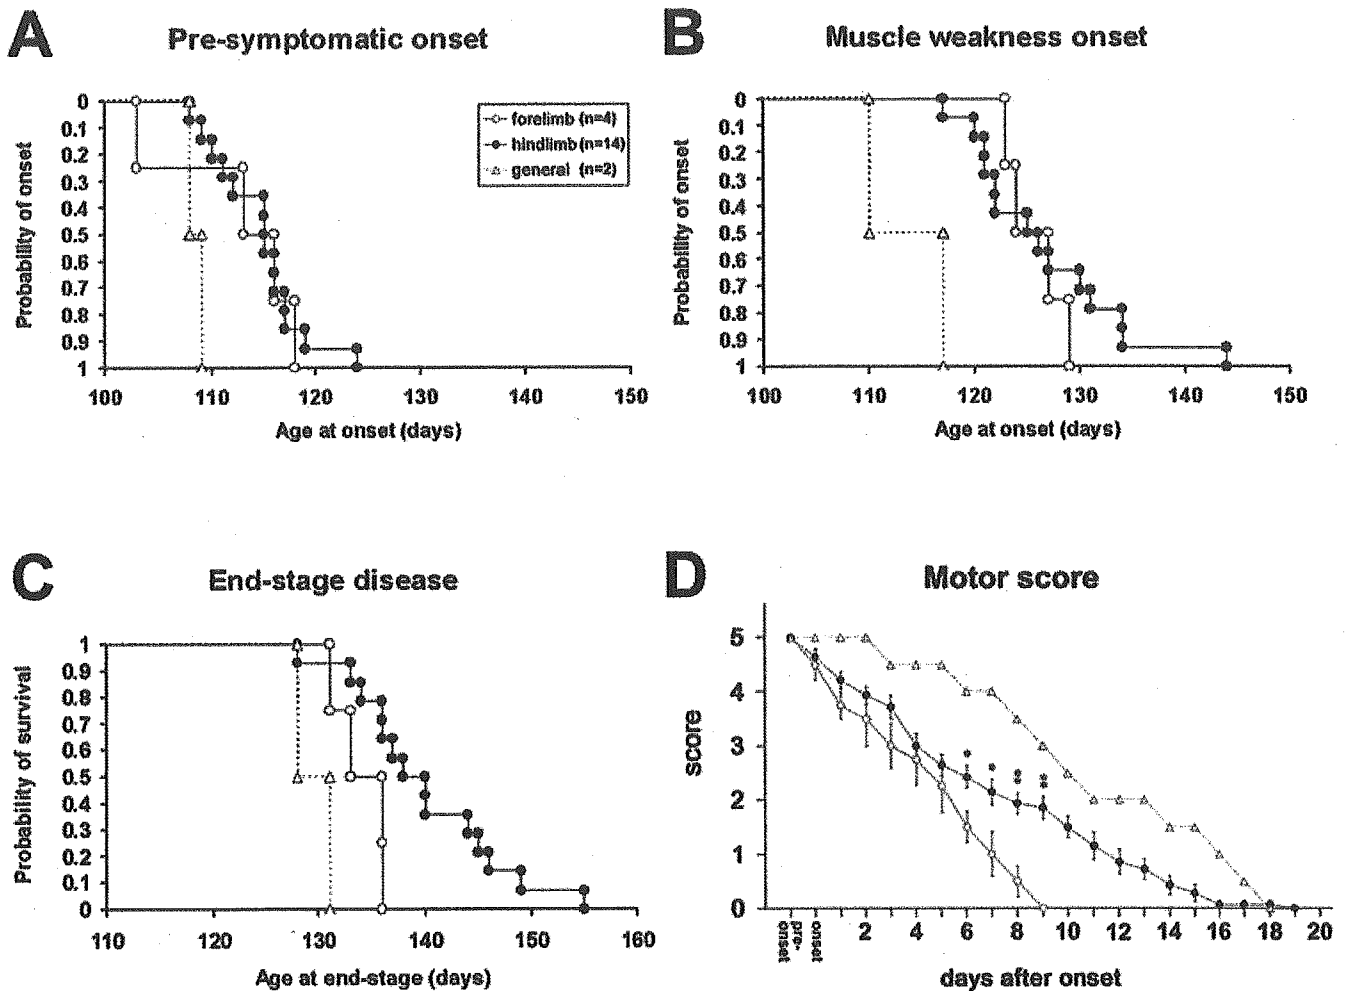 A
Pre-symptomatic onset
Probability of onset
0
0.1
0.2
0.3
0.4
0.5
0.6
0.7
0.8
0.9
1
100 110 120 130 140 150
Age at onset (days)
forelimb (n=4)
hindlimb (n=14)
general (n=2)
B
Muscle weakness onset
Probability of onset
0
0.1
0.2
0.3
0.4
0.5
0.6
0.7
0.8
0.9
1
100 110 120 130 140 150
Age at onset (days)
C
End-stage disease
Probability of survival
1
0.9
0.8
0.7
0.6
0.5
0.4
0.3
0.2
0.1
0
110 120 130 140 150 160
Age at end-stage (days)
D
Motor score
score
5
4
3
2
1
0
* * * *
* *
pre-
onset
onset
2 4 6 8 10 12 14 16 18 20
days after onset